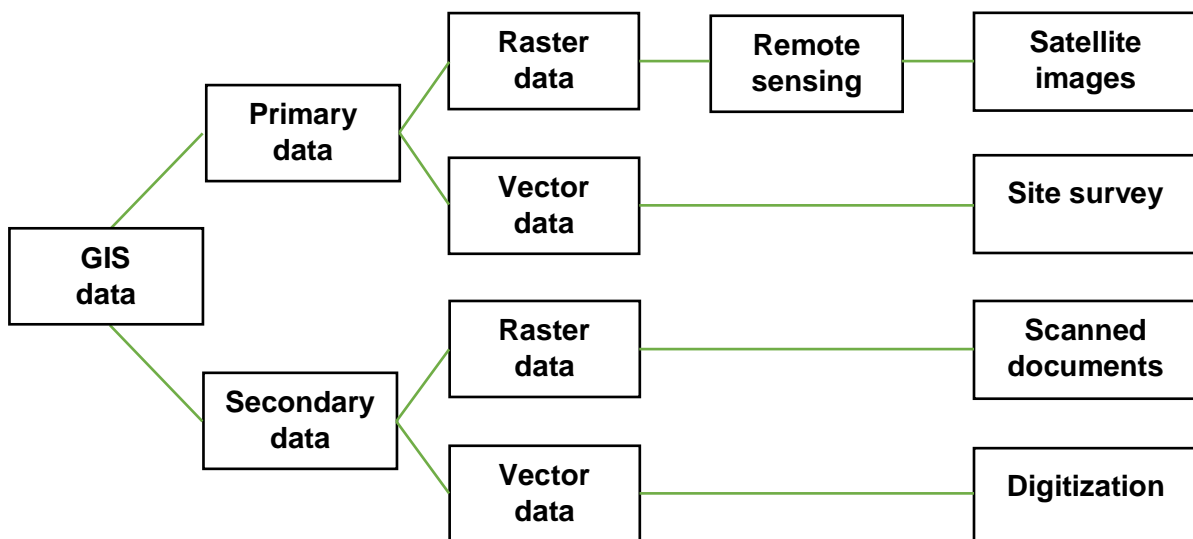 GIS
data
Primary
data
Raster
data
Remote
sensing
Satellite
images
Vector
data
Site survey
Secondary
data
Raster
data
Scanned
documents
Vector
data
Digitization